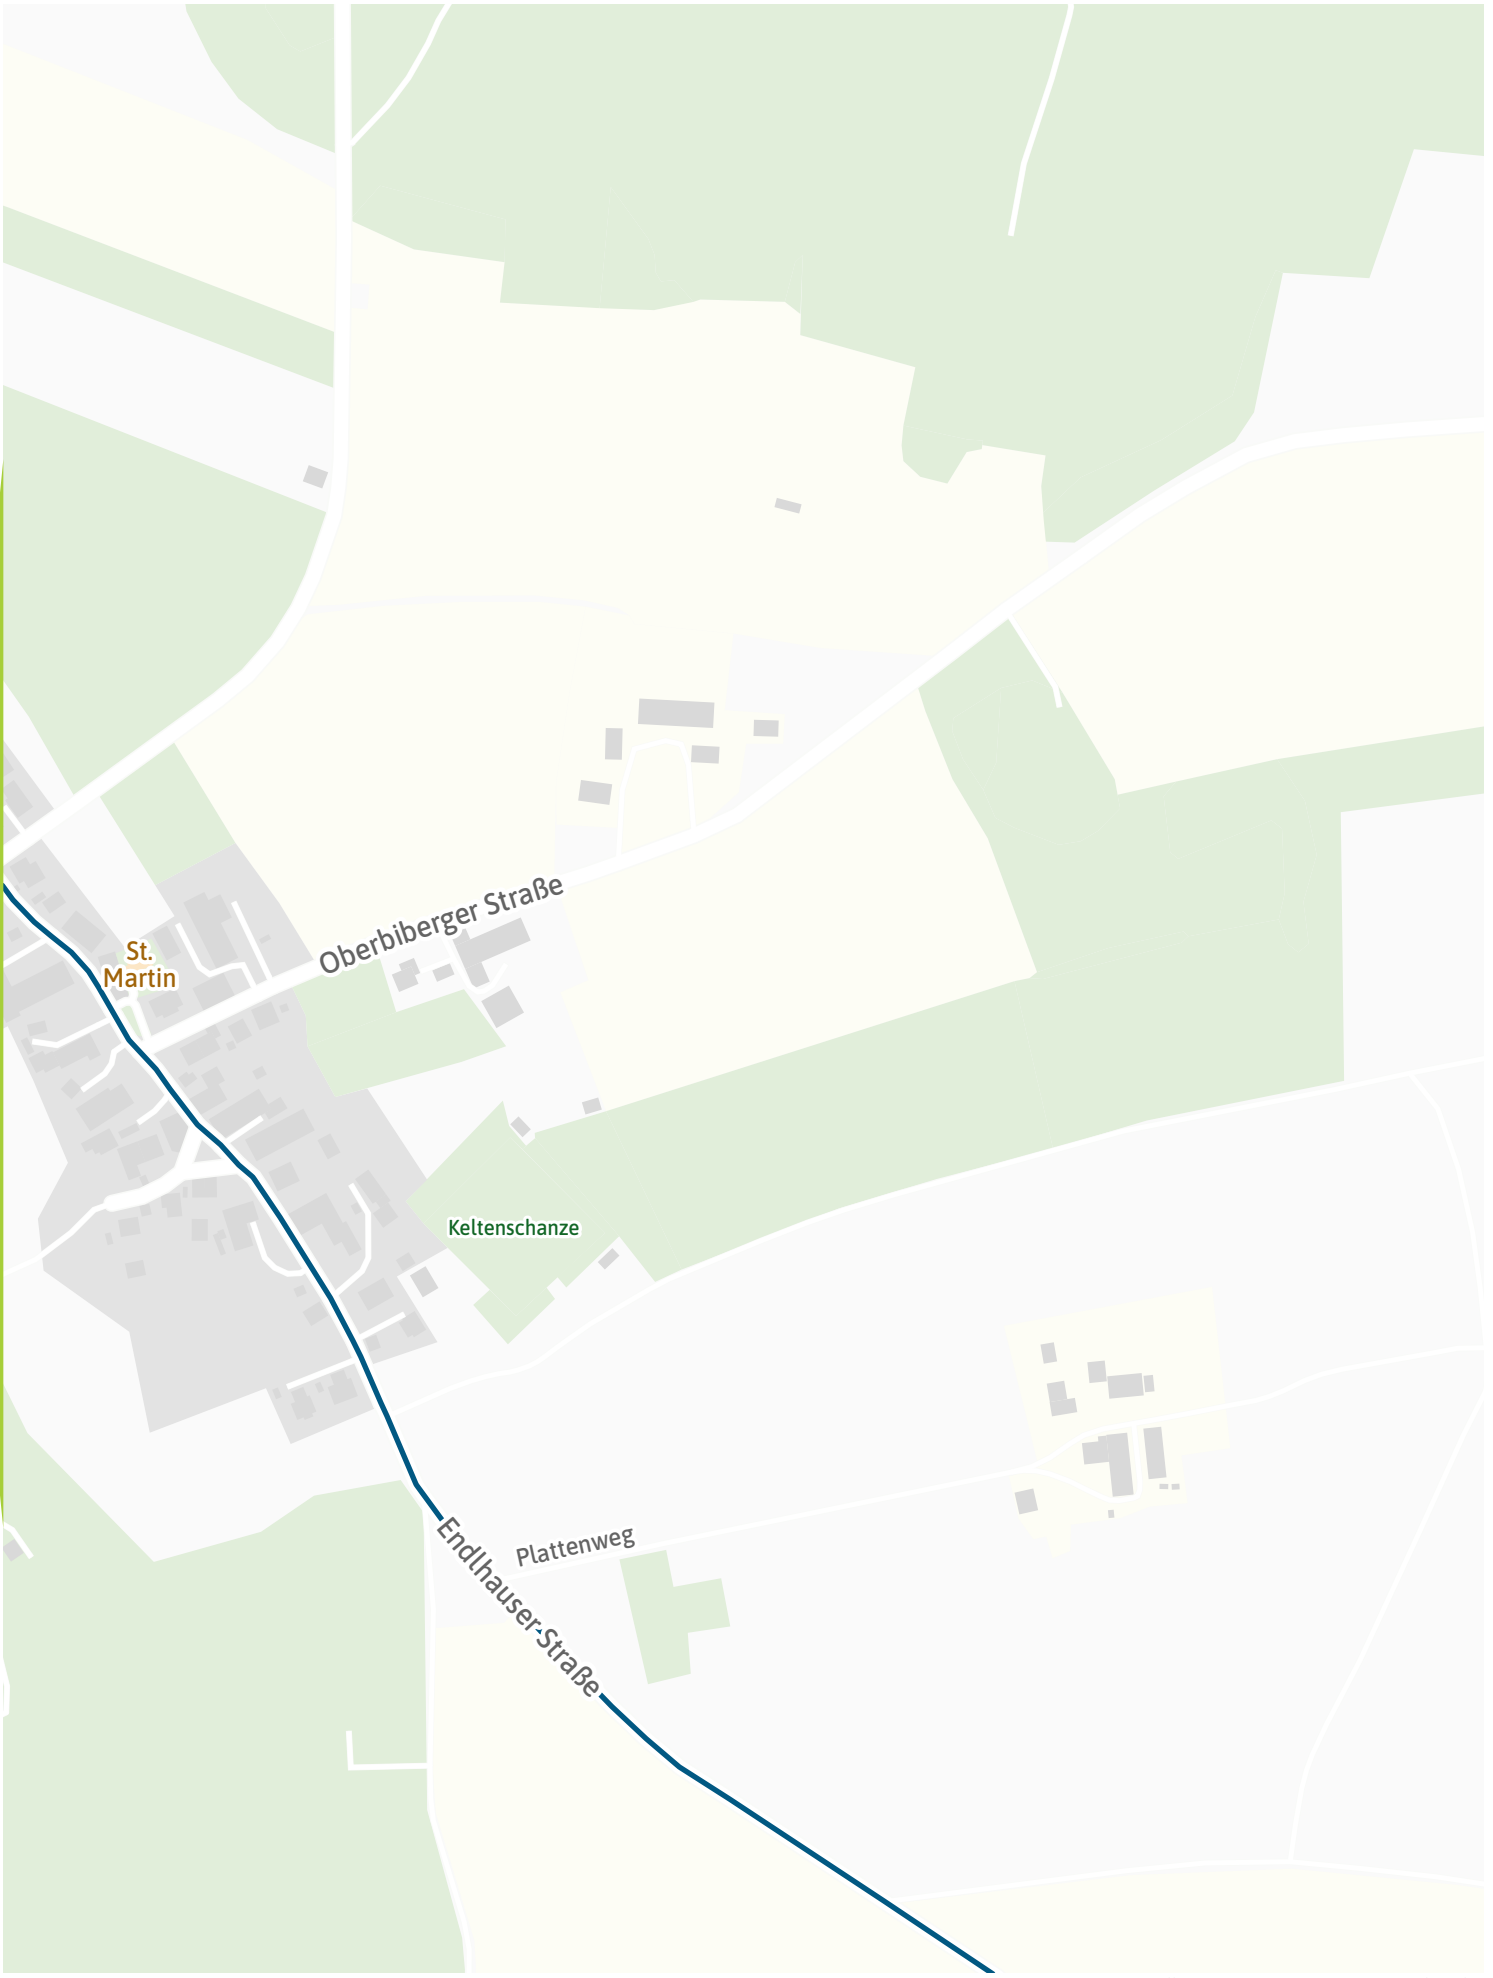 Oberbiberger Straße
St.
Martin
Keltenschanze
Endlhauser Straße
Plattenweg